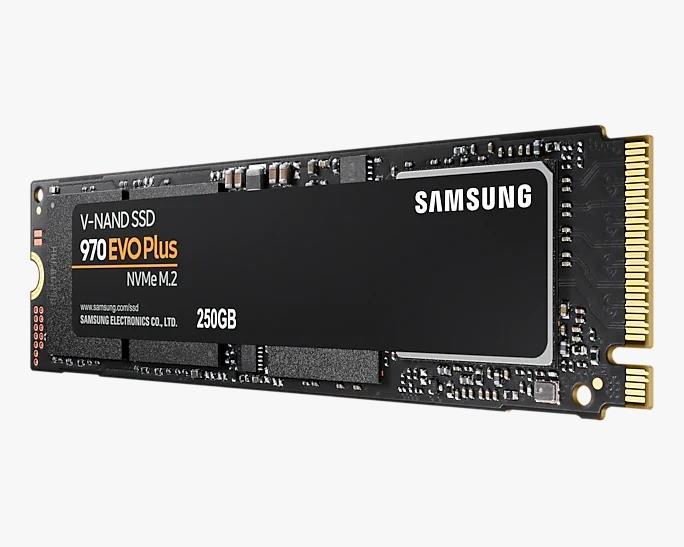 SAMSUNG
V-NAND SSD
970 EVO Plus
NVMe M.2
www.samsung.com/ssd
SAMSUNG ELECTRONICS CO., LTD.
250GB